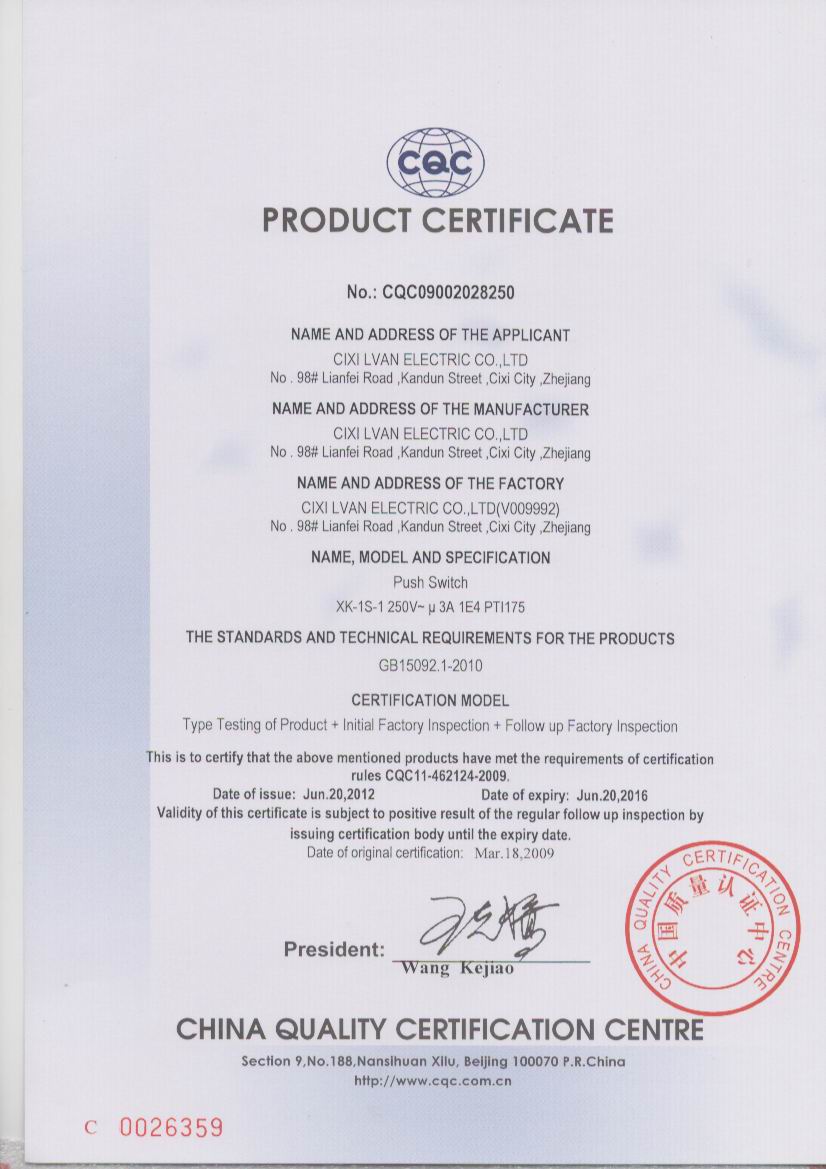 CQC
PRODUCT CERTIFICATE
No.: CQC09002028250
NAME AND ADDRESS OF THE APPLICANT
CIXI LVAN ELECTRIC CO.,LTD
No . 98# Lianfei Road ,Kandun Street ,Cixi City ,Zhejiang
NAME AND ADDRESS OF THE MANUFACTURER
CIXI LVAN ELECTRIC CO.,LTD
No . 98# Lianfei Road ,Kandun Street ,Cixi City ,Zhejiang
NAME AND ADDRESS OF THE FACTORY
CIXI LVAN ELECTRIC CO.,LTD(V009992)
No . 98# Lianfei Road ,Kandun Street ,Cixi City ,Zhejiang
NAME, MODEL AND SPECIFICATION
Push Switch
XK-1S-1 250V~ μ 3A 1E4 PTI175
THE STANDARDS AND TECHNICAL REQUIREMENTS FOR THE PRODUCTS
GB15092.1-2010
CERTIFICATION MODEL
Type Testing of Product + Initial Factory Inspection + Follow up Factory Inspection
This is to certify that the above mentioned products have met the requirements of certification
rules CQC11-462124-2009.
Date of issue: Jun.20,2012 Date of expiry: Jun.20,2016
Validity of this certificate is subject to positive result of the regular follow up inspection by
issuing certification body until the expiry date.
Date of original certification: Mar.18,2009
CHINA QUALITY CERTIFICATION CENTRE
中国质量认证中心
President:
Wang Kejiao
CHINA QUALITY CERTIFICATION CENTRE
Section 9,No.188,Nansihuan Xilu, Beijing 100070 P.R.China
http://www.cqc.com.cn
C 0026359